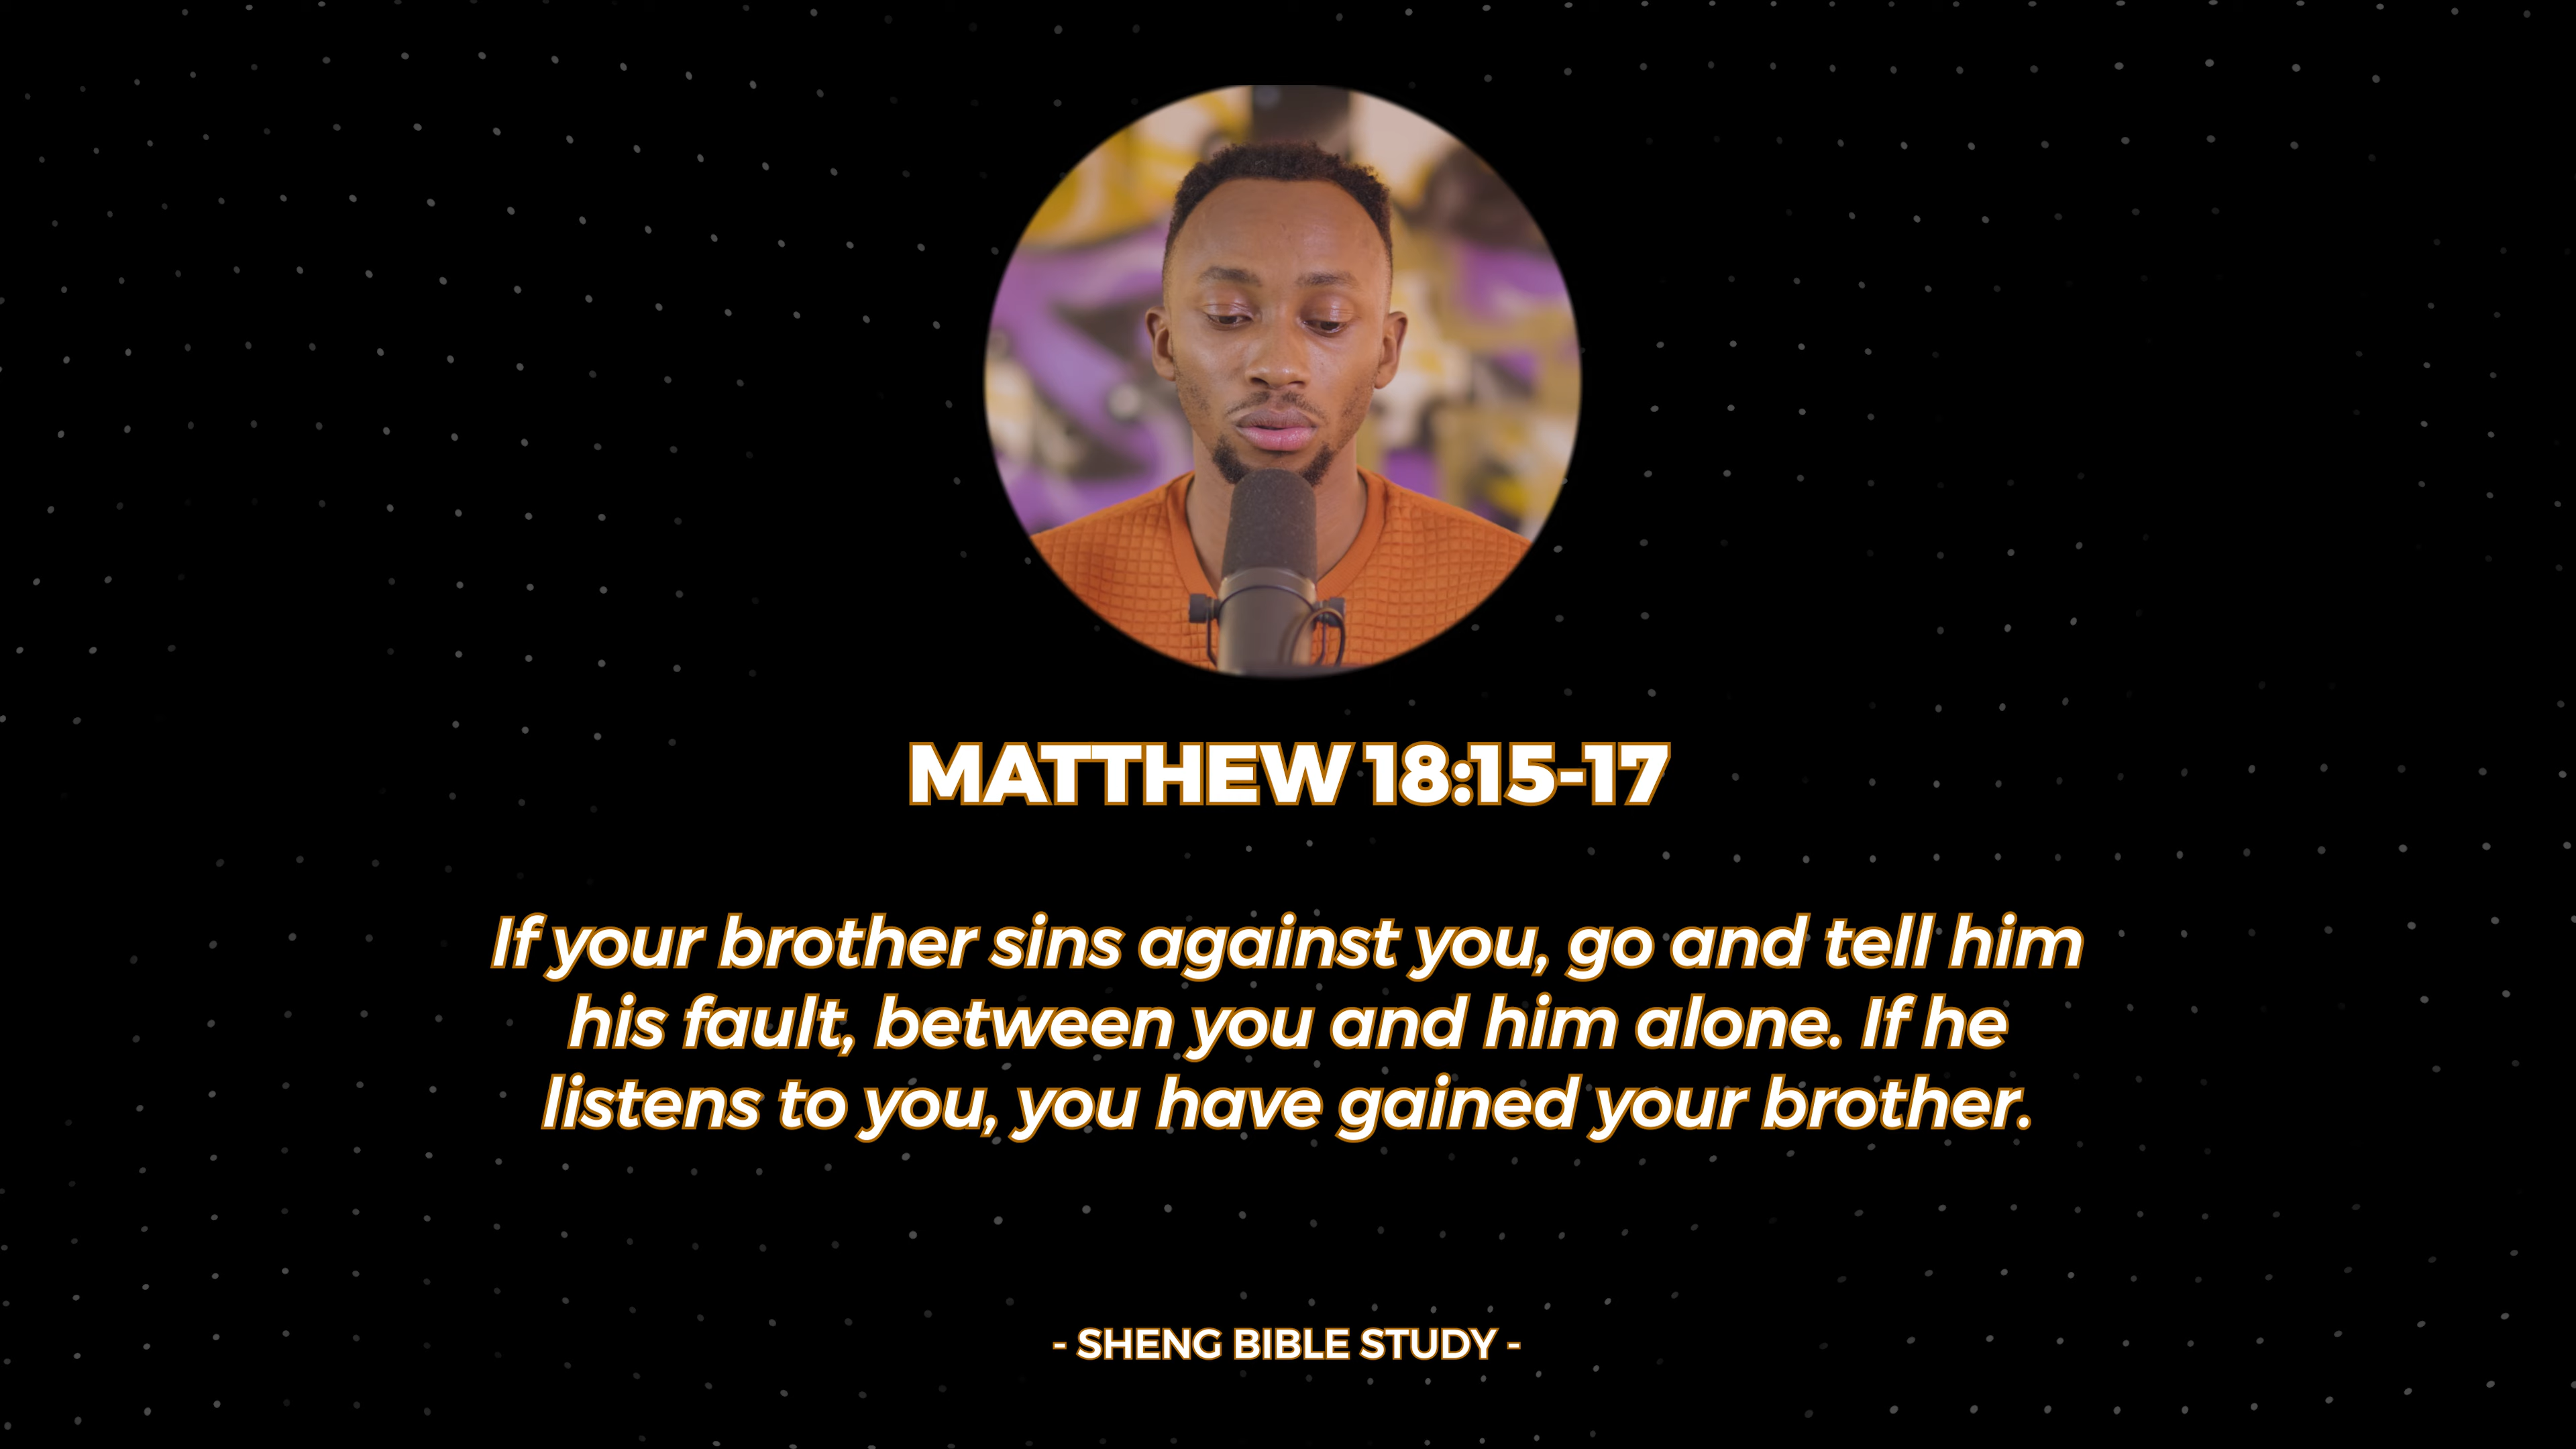 MATTHEW 18:15-17
If your brother sins against you, go and tell him
his fault, between you and him alone. If he
listens to you, you have gained your brother.
- SHENG BIBLE STUDY -